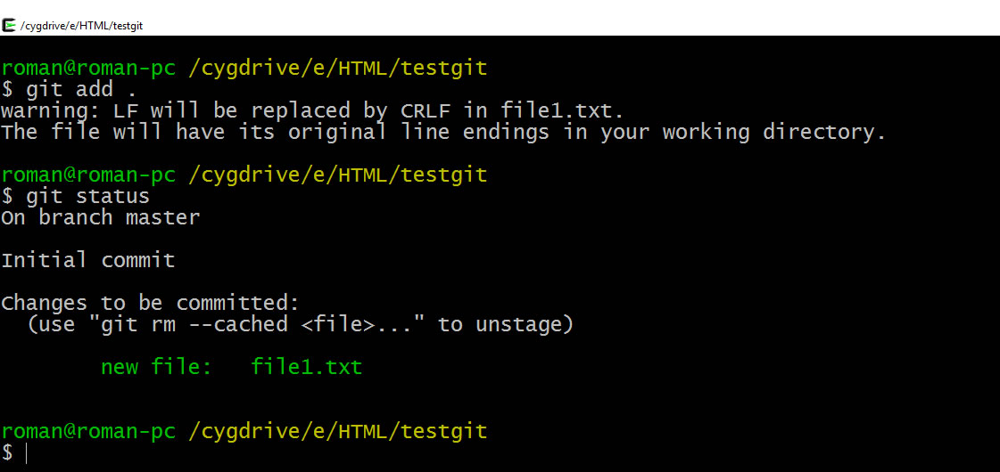 /cygdrive/e/HTML/testgit
roman@roman-pc /cygdrive/e/HTML/testgit
$ git add .
warning: LF will be replaced by CRLF in file1.txt.
The file will have its original line endings in your working directory.
roman@roman-pc /cygdrive/e/HTML/testgit
$ git status
On branch master
Initial commit
Changes to be committed:
(use "git rm --cached <file>..." to unstage)
new file: file1.txt
roman@roman-pc /cygdrive/e/HTML/testgit
$